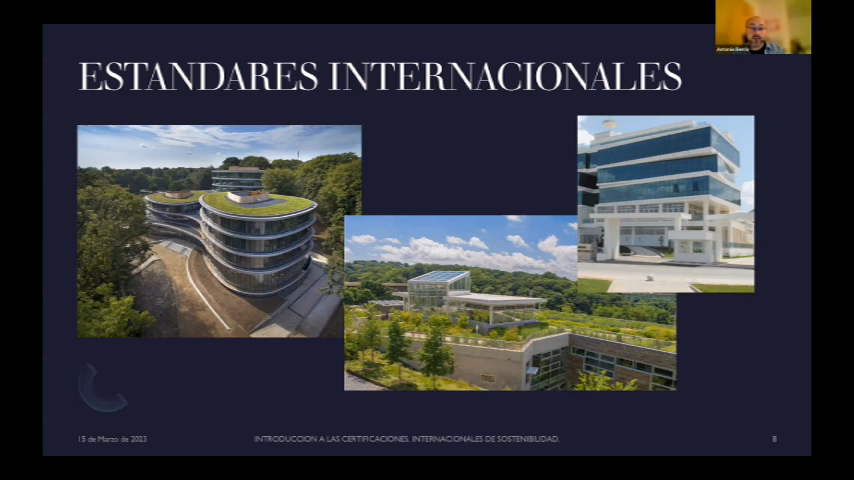 ESTANDARES INTERNACIONALES
15 de Marzo de 2023
INTRODUCCION A LAS CERTIFICACIONES. INTERNACIONALES DE SOSTENIBILIDAD.
8